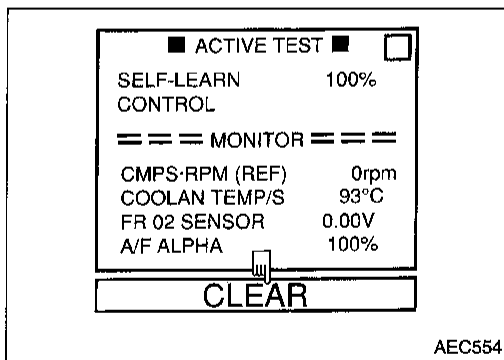 ■ ACTIVE TEST ■
SELF-LEARN 100%
CONTROL
=== MONITOR ===
CMPS·RPM (REF) 0rpm
COOLAN TEMP/S 93°C
FR 02 SENSOR 0.00V
A/F ALPHA 100%
CLEAR
AEC554